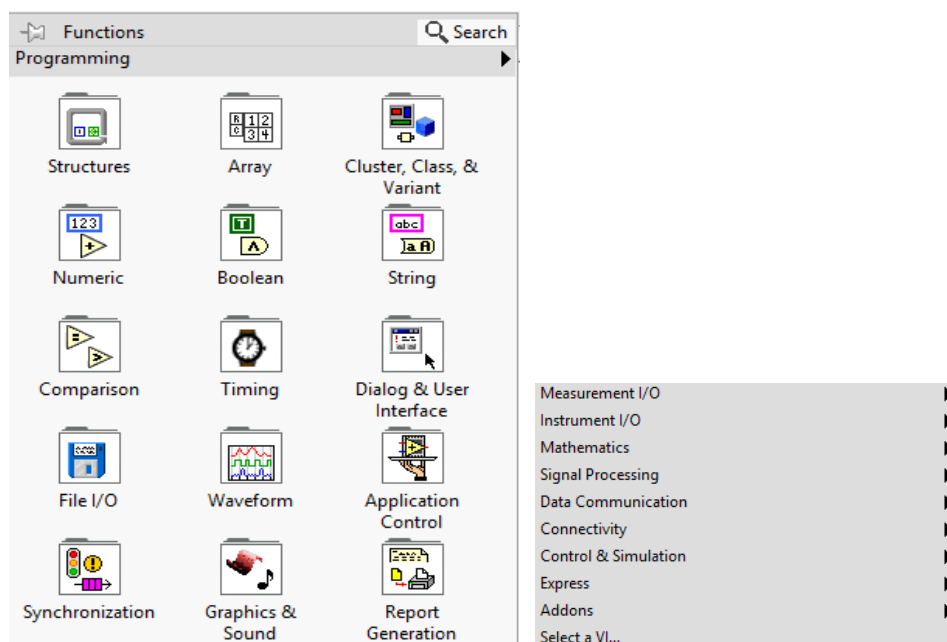 Functions
Search
Programming
Structures
Array
Cluster, Class, &
Variant
123
abc
Numeric
Boolean
String
Comparison
Timing
Dialog & User
Interface
File I/O
Waveform
Application
Control
Synchronization
Graphics &
Sound
Report
Generation
Measurement I/O
Instrument I/O
Mathematics
Signal Processing
Data Communication
Connectivity
Control & Simulation
Express
Addons
Select a VI...